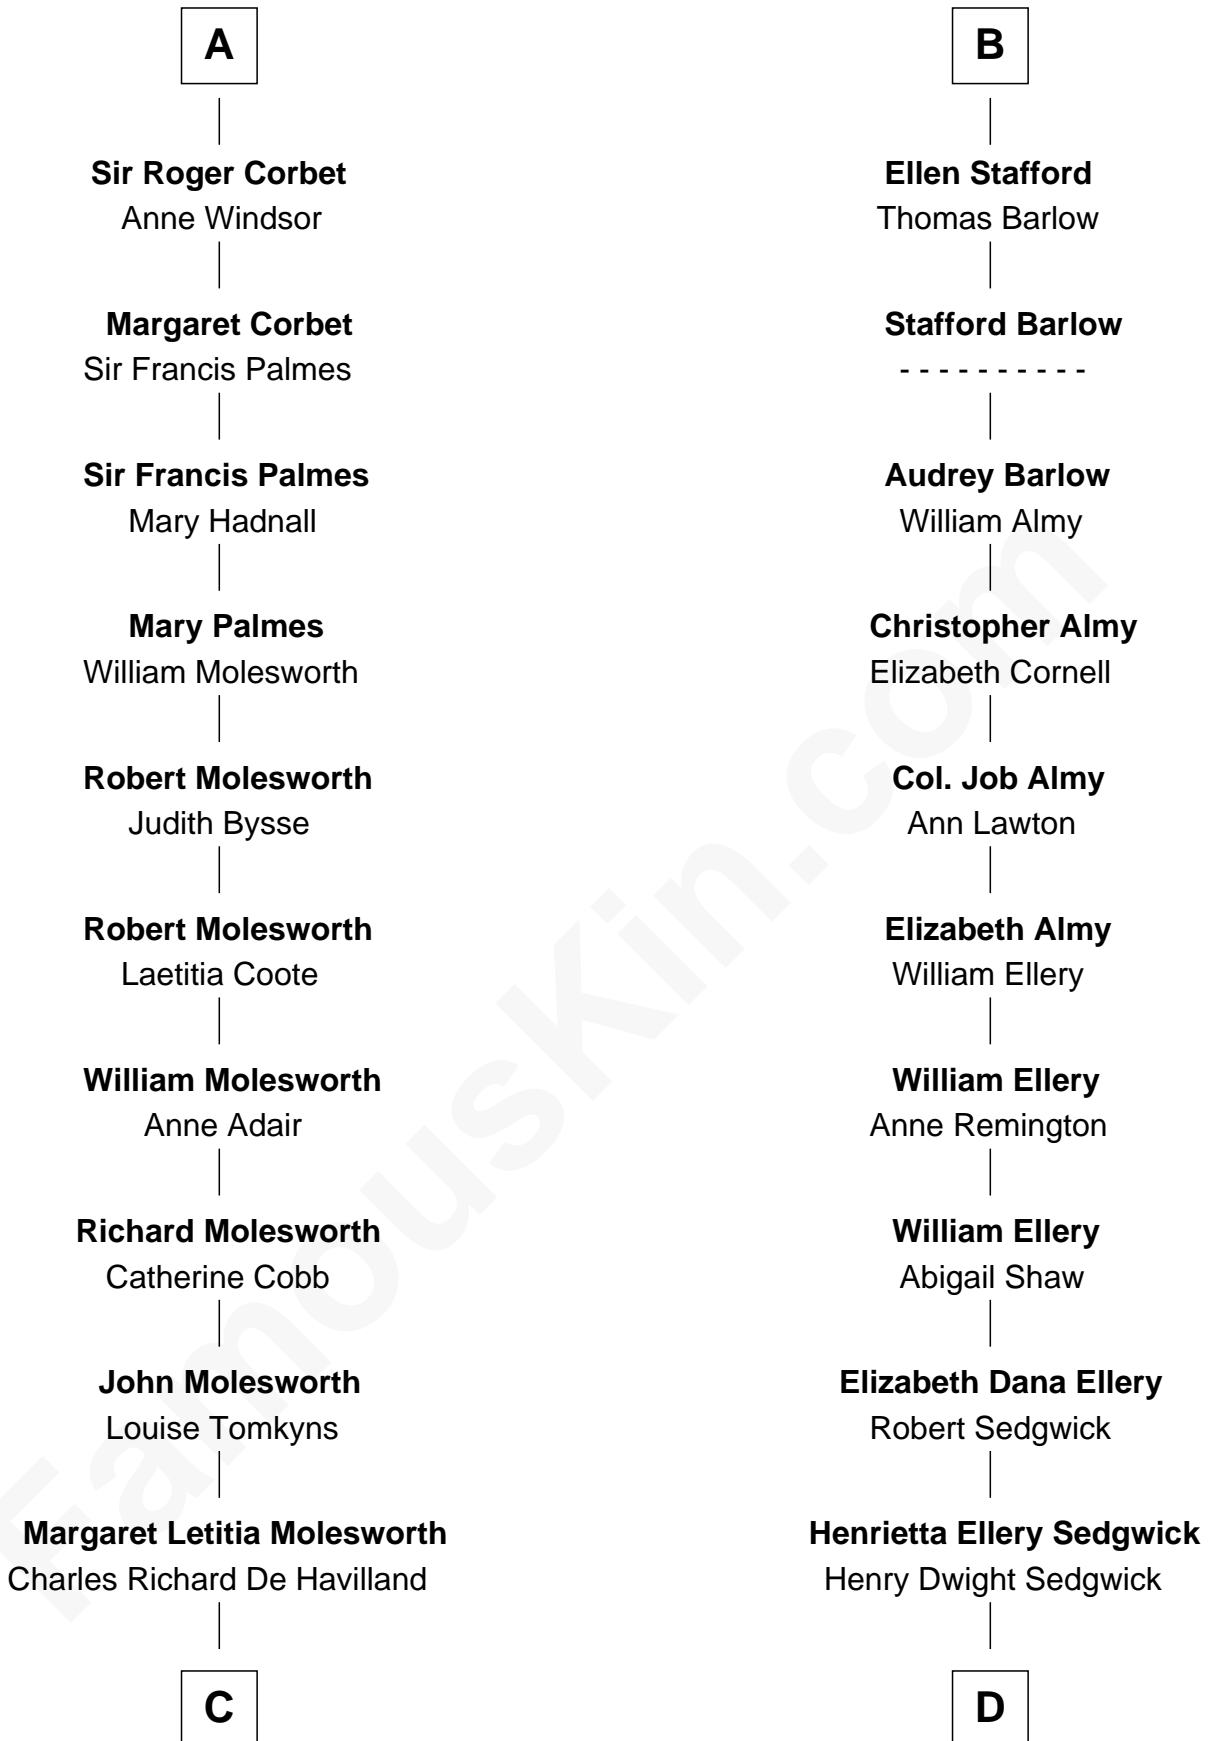 A
Sir Roger Corbet
Anne Windsor
Margaret Corbet
Sir Francis Palmes
Sir Francis Palmes
Mary Hadnall
Mary Palmes
William Molesworth
Robert Molesworth
Judith Bysse
Robert Molesworth
Laetitia Coote
William Molesworth
Anne Adair
Richard Molesworth
Catherine Cobb
John Molesworth
Louise Tomkyns
Margaret Letitia Molesworth
Charles Richard De Havilland
C
B
Ellen Stafford
Thomas Barlow
Stafford Barlow
- - - - - - - - - -
Audrey Barlow
William Almy
Christopher Almy
Elizabeth Cornell
Col. Job Almy
Ann Lawton
Elizabeth Almy
William Ellery
William Ellery
Anne Remington
William Ellery
Abigail Shaw
Elizabeth Dana Ellery
Robert Sedgwick
Henrietta Ellery Sedgwick
Henry Dwight Sedgwick
D
FamousKin.com